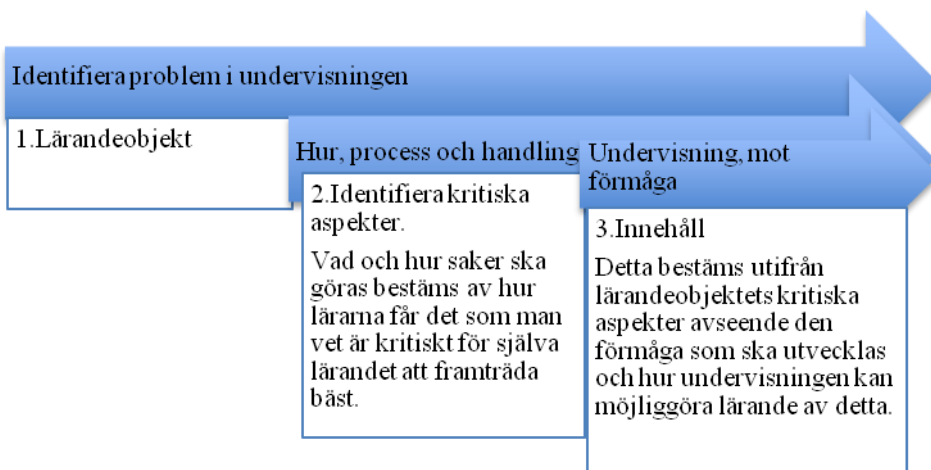 Identifiera problem i undervisningen
1.Lärandeobjekt
Hur, process och handling
2.Identifiera kritiska
aspekter.
Vad och hur saker ska
göras bestäms av hur
lärarna får det som man
vet är kritiskt för själva
lärandet att framträda
bäst.
Undervisning, mot
förmåga
3.Innehåll
Detta bestäms utifrån
lärandeobjektets kritiska
aspekter avseende den
förmåga som ska utvecklas
och hur undervisningen kan
möjliggöra lärande av detta.